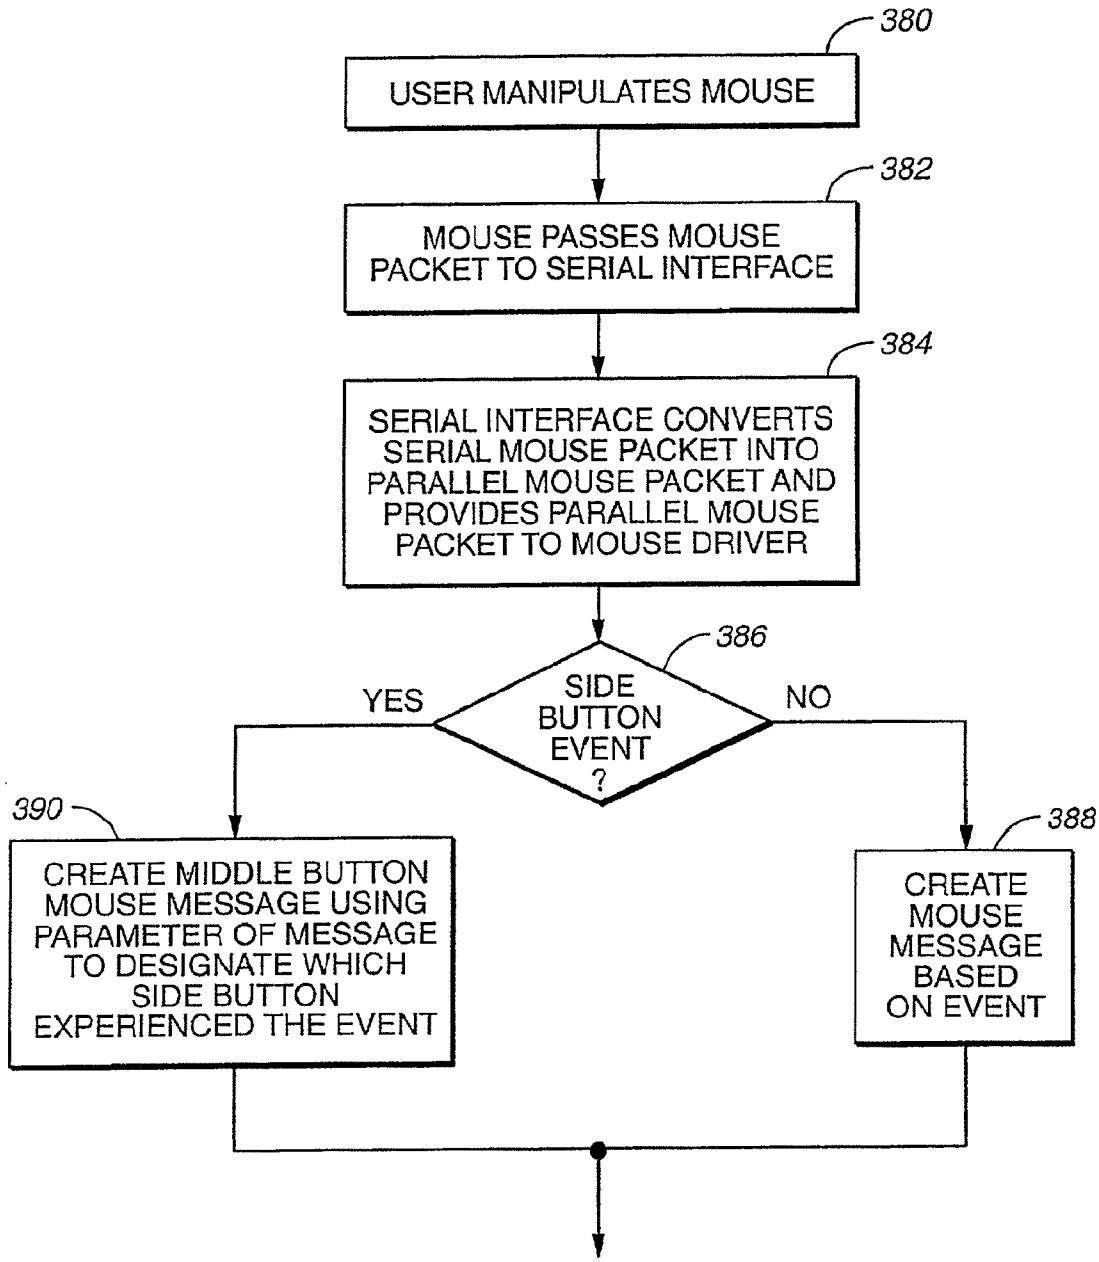 380
USER MANIPULATES MOUSE
382
MOUSE PASSES MOUSE
PACKET TO SERIAL INTERFACE
384
SERIAL INTERFACE CONVERTS
SERIAL MOUSE PACKET INTO
PARALLEL MOUSE PACKET AND
PROVIDES PARALLEL MOUSE
PACKET TO MOUSE DRIVER
386
SIDE
BUTTON
EVENT
?
YES
NO
390
CREATE MIDDLE BUTTON
MOUSE MESSAGE USING
PARAMETER OF MESSAGE
TO DESIGNATE WHICH
SIDE BUTTON
EXPERIENCED THE EVENT
388
CREATE
MOUSE
MESSAGE
BASED
ON EVENT